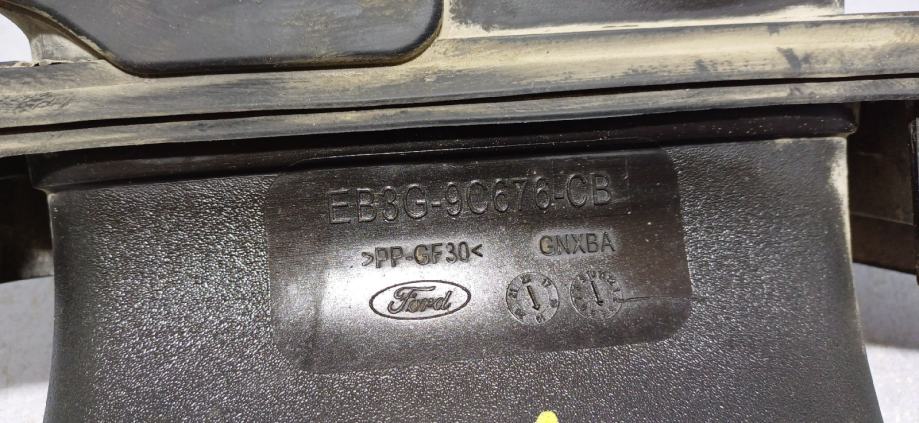 EB3G-9C676-CB
>PP-GF30< GNXBA
Ford